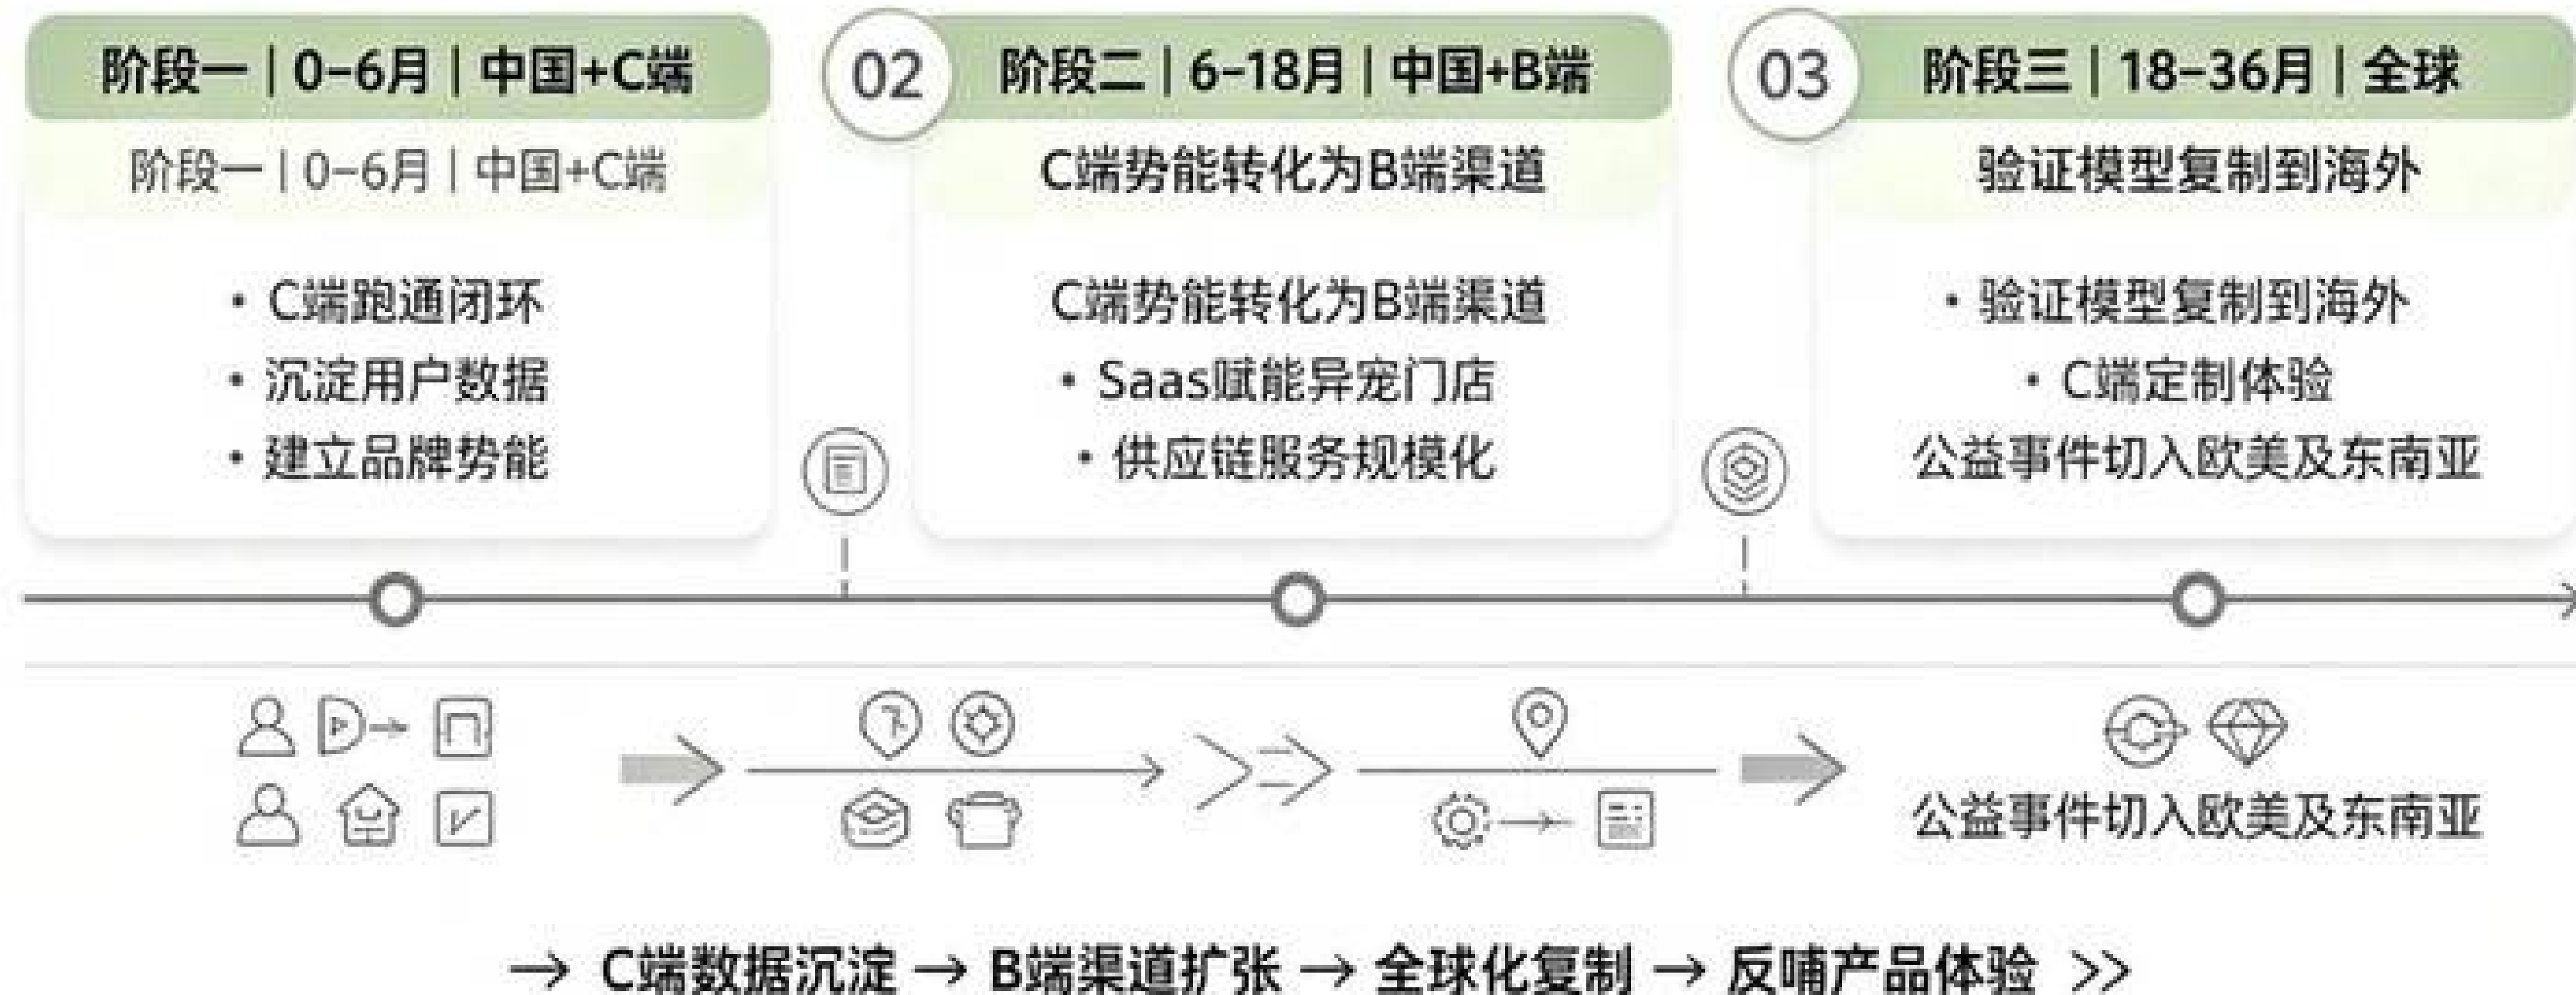 阶段一 | 0-6月 | 中国+C端
阶段一 | 0-6月 | 中国+C端
• C端跑通闭环
• 沉淀用户数据
• 建立品牌势能
02
阶段二 | 6-18月 | 中国+B端
C端势能转化为B端渠道
C端势能转化为B端渠道
• Saas赋能异宠门店
• 供应链服务规模化
03
阶段三 | 18-36月 | 全球
验证模型复制到海外
• 验证模型复制到海外
• C端定制体验
公益事件切入欧美及东南亚
公益事件切入欧美及东南亚
→ C端数据沉淀 → B端渠道扩张 → 全球化复制 → 反哺产品体验 >>